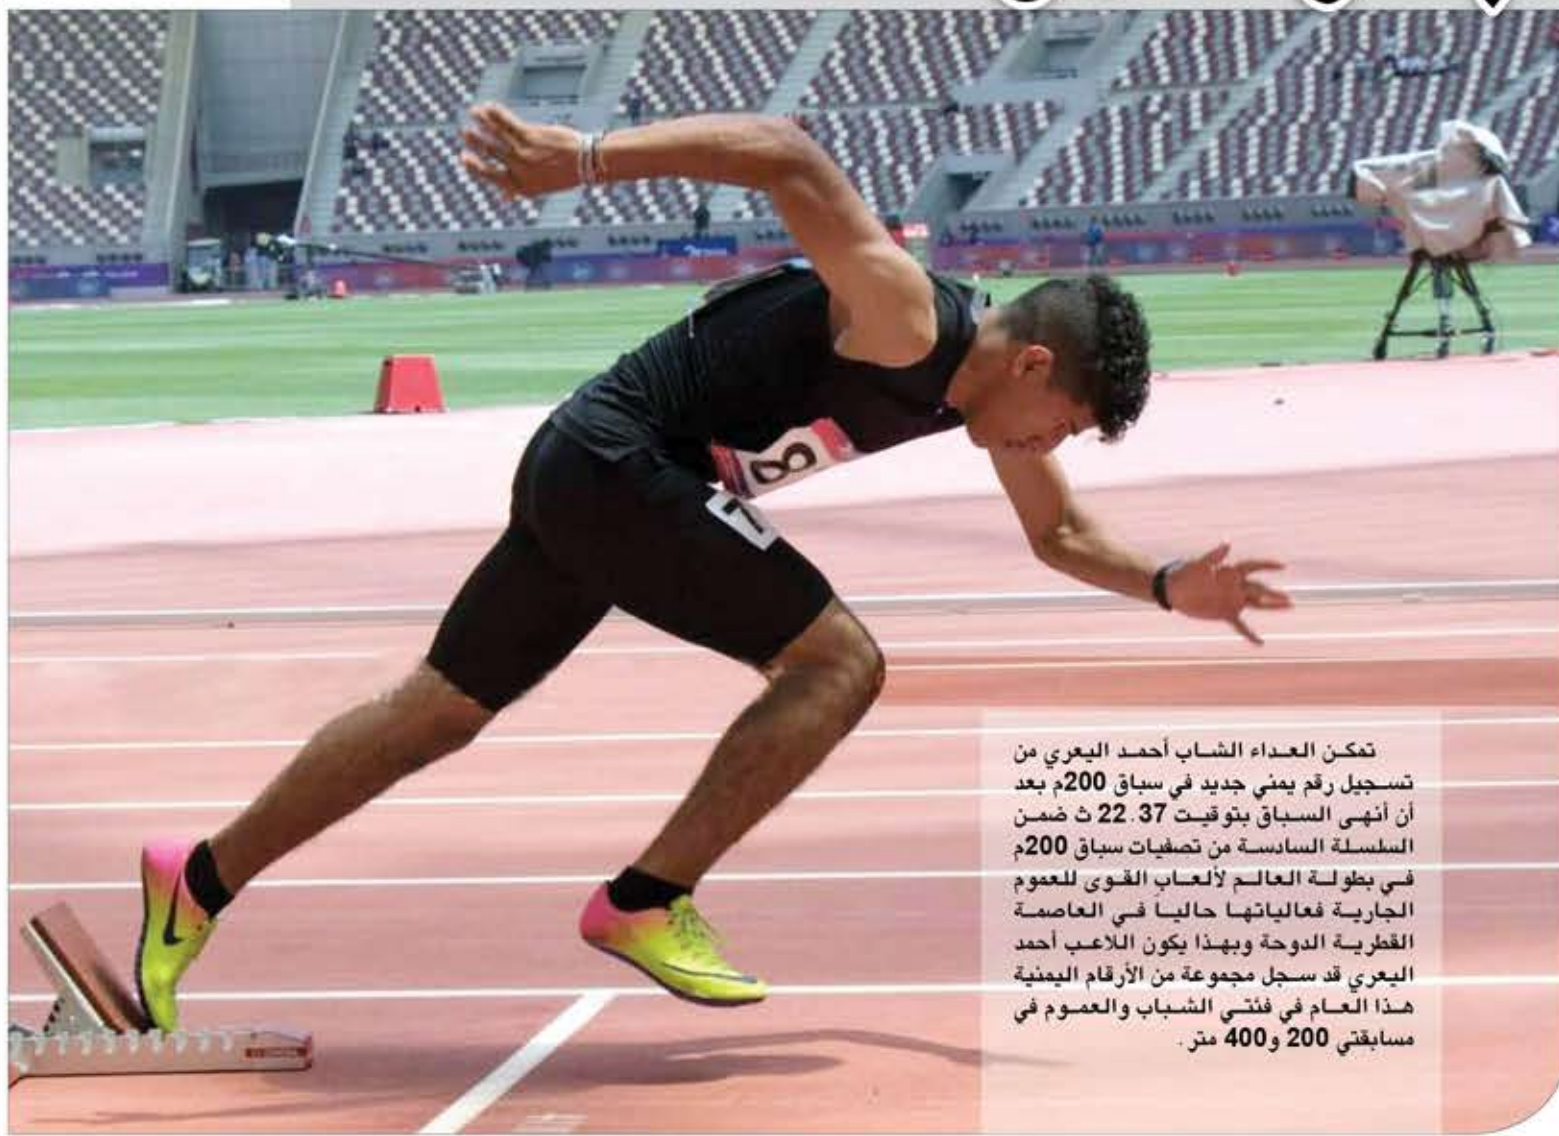 8
7
تمكن العداء الشاب أحمد اليعري من
تسجيل رقم يمني جديد في سباق 200م بعد
أن أنهى السباق بتوقيت 37 . 22 ث ضمن
السلسلة السادسة من تصفيات سباق 200م
في بطولة العالم لألعاب القوى للعموم
الجارية فعالياتها حالياً في العاصمة
القطرية الدوحة وبهذا يكون اللاعب أحمد
اليعري قد سجل مجموعة من الأرقام اليمنية
هذا العام في فئتي الشباب والعموم في
مسابقتي 200 و400 متر .